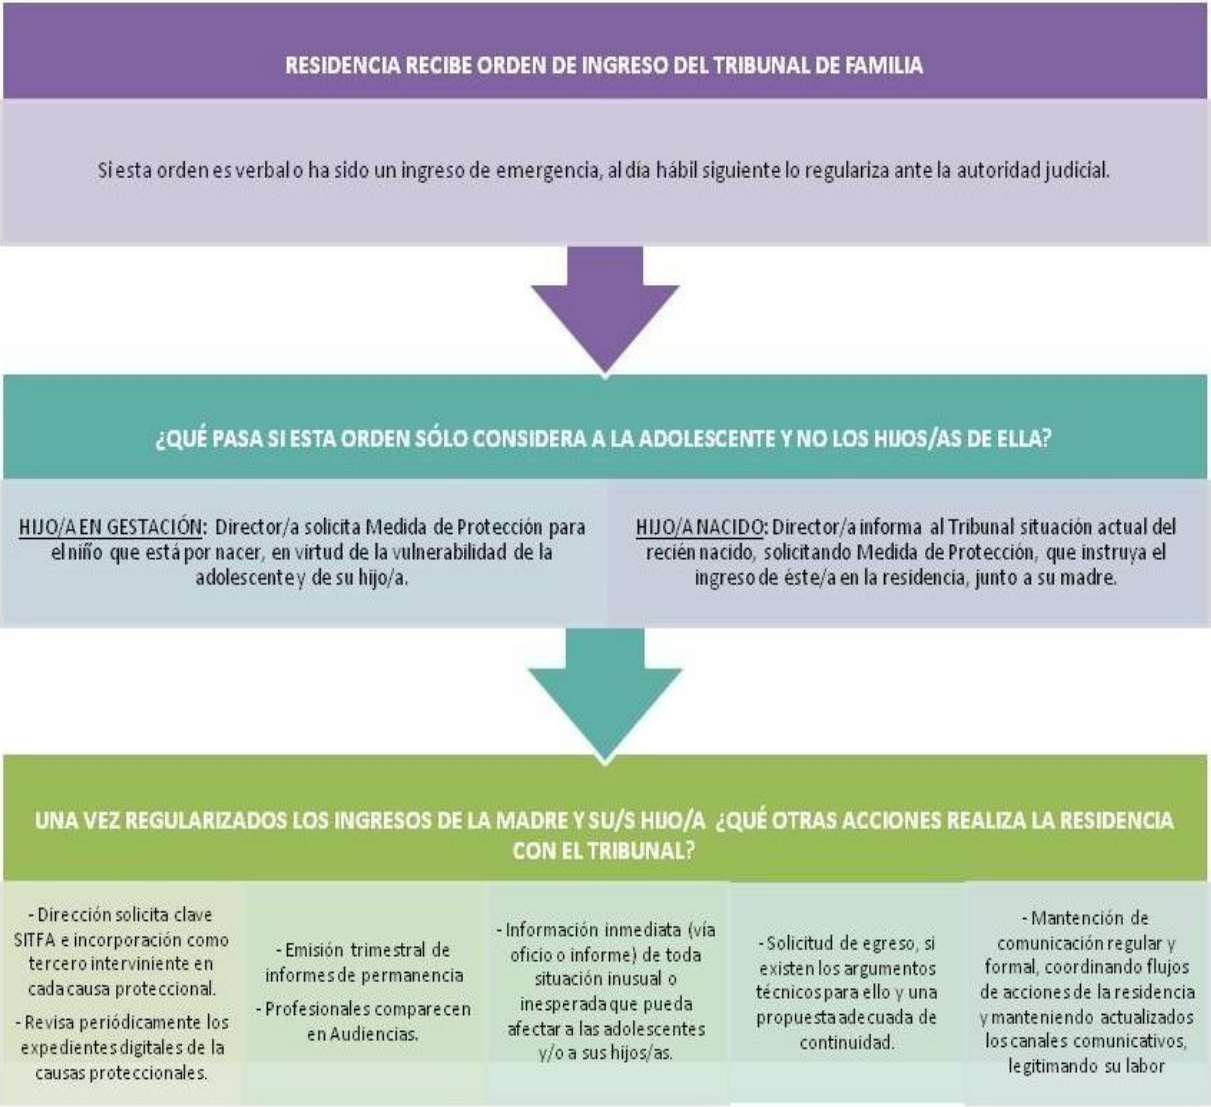 RESIDENCIA RECIBE ORDEN DE INGRESO DEL TRIBUNAL DE FAMILIA
Si esta orden es verbal o ha sido un ingreso de emergencia, al día hábil siguiente lo regulariza ante la autoridad judicial.
¿QUÉ PASA SI ESTA ORDEN SÓLO CONSIDERA A LA ADOLESCENTE Y NO LOS HIJOS/AS DE ELLA?
HIJO/A EN GESTACIÓN: Director/a solicita Medida de Protección para
el niño que está por nacer, en virtud de la vulnerabilidad de la
adolescente y de su hijo/a.
HIJO/A NACIDO: Director/a informa al Tribunal situación actual del
recién nacido, solicitando Medida de Protección, que instruya el
ingreso de éste/a en la residencia, junto a su madre.
UNA VEZ REGULARIZADOS LOS INGRESOS DE LA MADRE Y SU/S HIJO/A ¿QUÉ OTRAS ACCIONES REALIZA LA RESIDENCIA
CON EL TRIBUNAL?
- Dirección solicita clave
SITFA e incorporación como
tercero interviniente en
cada causa proteccional.
- Revisa periódicamente los
expedientes digitales de la
causas proteccionales.
- Emisión trimestral de
informes de permanencia
- Profesionales comparecen
en Audiencias.
- Información inmediata (vía
oficio o informe) de toda
situación inusual o
inesperada que pueda
afectar a las adolescentes
y/o a sus hijos/as.
- Solicitud de egreso, si
existen los argumentos
técnicos para ello y una
propuesta adecuada de
continuidad.
- Mantención de
comunicación regular y
formal, coordinando flujos
de acciones de la residencia
y manteniendo actualizados
los canales comunicativos,
legitimando su labor